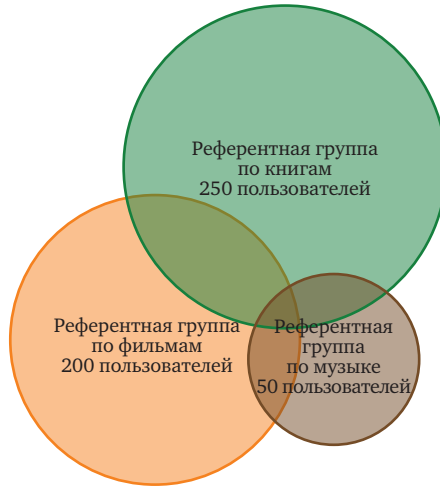 Референтная группа
по книгам
250 пользователей
Референтная группа
по фильмам
200 пользователей
Референтная
группа
по музыке
50 пользователей